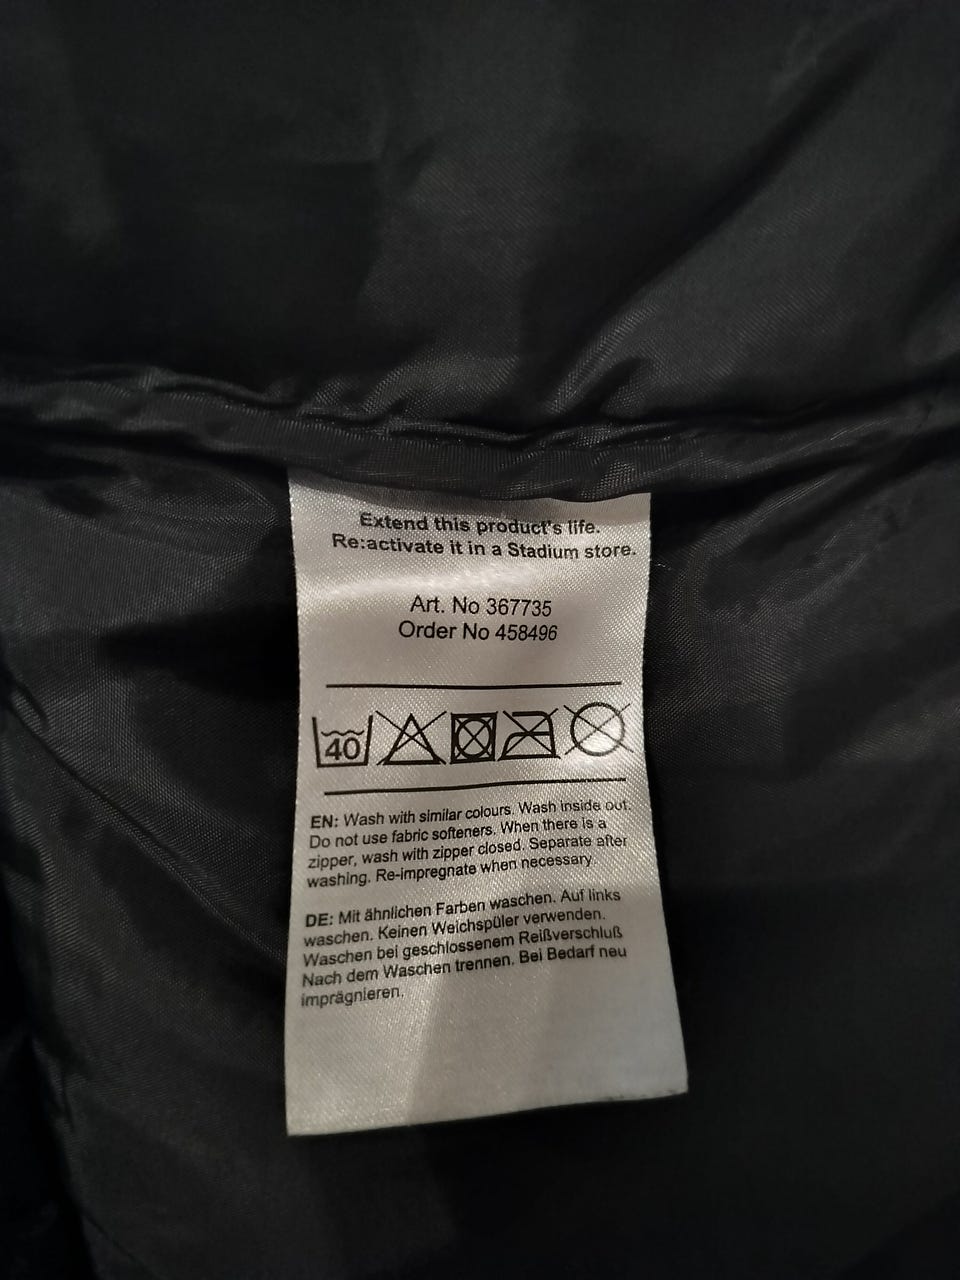 Extend this product's life.
Re:activate it in a Stadium store.
Art. No 367735
Order No 458496
40
EN: Wash with similar colours. Wash inside out.
Do not use fabric softeners. When there is a
zipper, wash with zipper closed. Separate after
washing. Re-impregnate when necessary
DE: Mit ähnlichen Farben waschen. Auf links
waschen. Keinen Weichspüler verwenden.
Waschen bei geschlossenem Reißverschluß
Nach dem Waschen trennen. Bei Bedarf neu
imprägnieren.